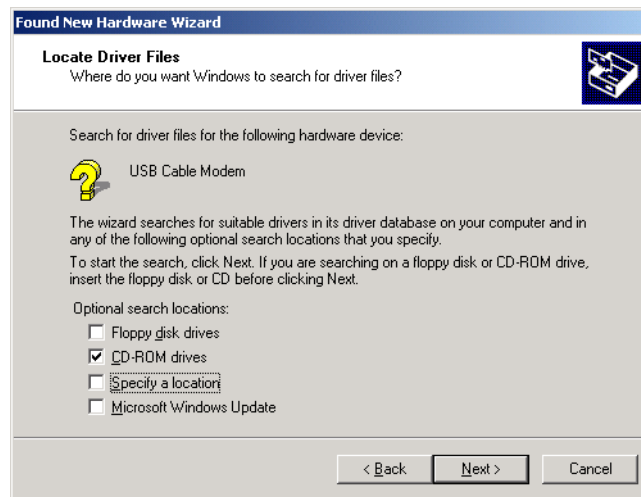 Found New Hardware Wizard
Locate Driver Files
Where do you want Windows to search for driver files?
Search for driver files for the following hardware device:
USB Cable Modem
The wizard searches for suitable drivers in its driver database on your computer and in
any of the following optional search locations that you specify.
To start the search, click Next. If you are searching on a floppy disk or CD-ROM drive,
insert the floppy disk or CD before clicking Next.
Optional search locations:
Floppy disk drives
CD-ROM drives
Specify a location
Microsoft Windows Update
< Back Next > Cancel